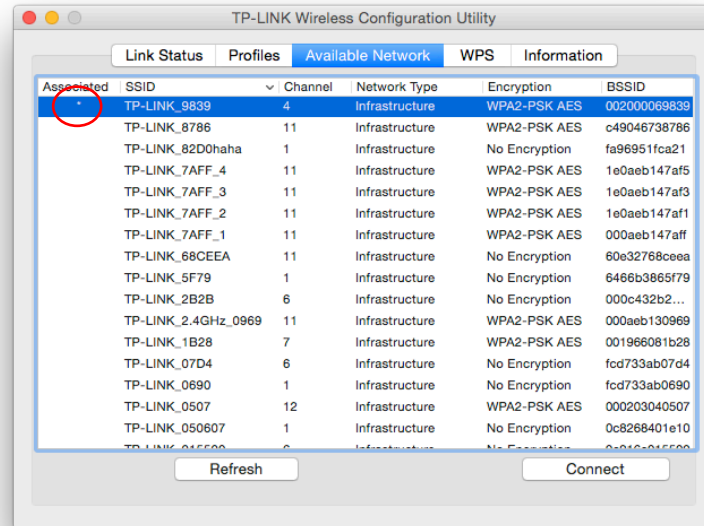 TP-LINK Wireless Configuration Utility
Link Status Profiles Available Network WPS Information
Associated SSID Channel Network Type Encryption BSSID
* TP-LINK_9839 4 Infrastructure WPA2-PSK AES 002000069839
TP-LINK_8786 11 Infrastructure WPA2-PSK AES c49046738786
TP-LINK_82D0haha 1 Infrastructure No Encryption fa96951fca21
TP-LINK_7AFF_4 11 Infrastructure WPA2-PSK AES 1e0aeb147af5
TP-LINK_7AFF_3 11 Infrastructure WPA2-PSK AES 1e0aeb147af3
TP-LINK_7AFF_2 11 Infrastructure WPA2-PSK AES 1e0aeb147af1
TP-LINK_7AFF_1 11 Infrastructure WPA2-PSK AES 000aeb147aff
TP-LINK_68CEEA 11 Infrastructure No Encryption 60e32768ceea
TP-LINK_5F79 1 Infrastructure No Encryption 6466b3865f79
TP-LINK_2B2B 6 Infrastructure No Encryption 000c432b2...
TP-LINK_2.4GHz_0969 11 Infrastructure WPA2-PSK AES 000aeb130969
TP-LINK_1B28 7 Infrastructure WPA2-PSK AES 001966081b28
TP-LINK_07D4 6 Infrastructure No Encryption fcd733ab07d4
TP-LINK_0690 1 Infrastructure No Encryption fcd733ab0690
TP-LINK_0507 12 Infrastructure WPA2-PSK AES 000203040507
TP-LINK_050607 1 Infrastructure No Encryption 0c8268401e10
Infrastructure No Encryption
Refresh Connect